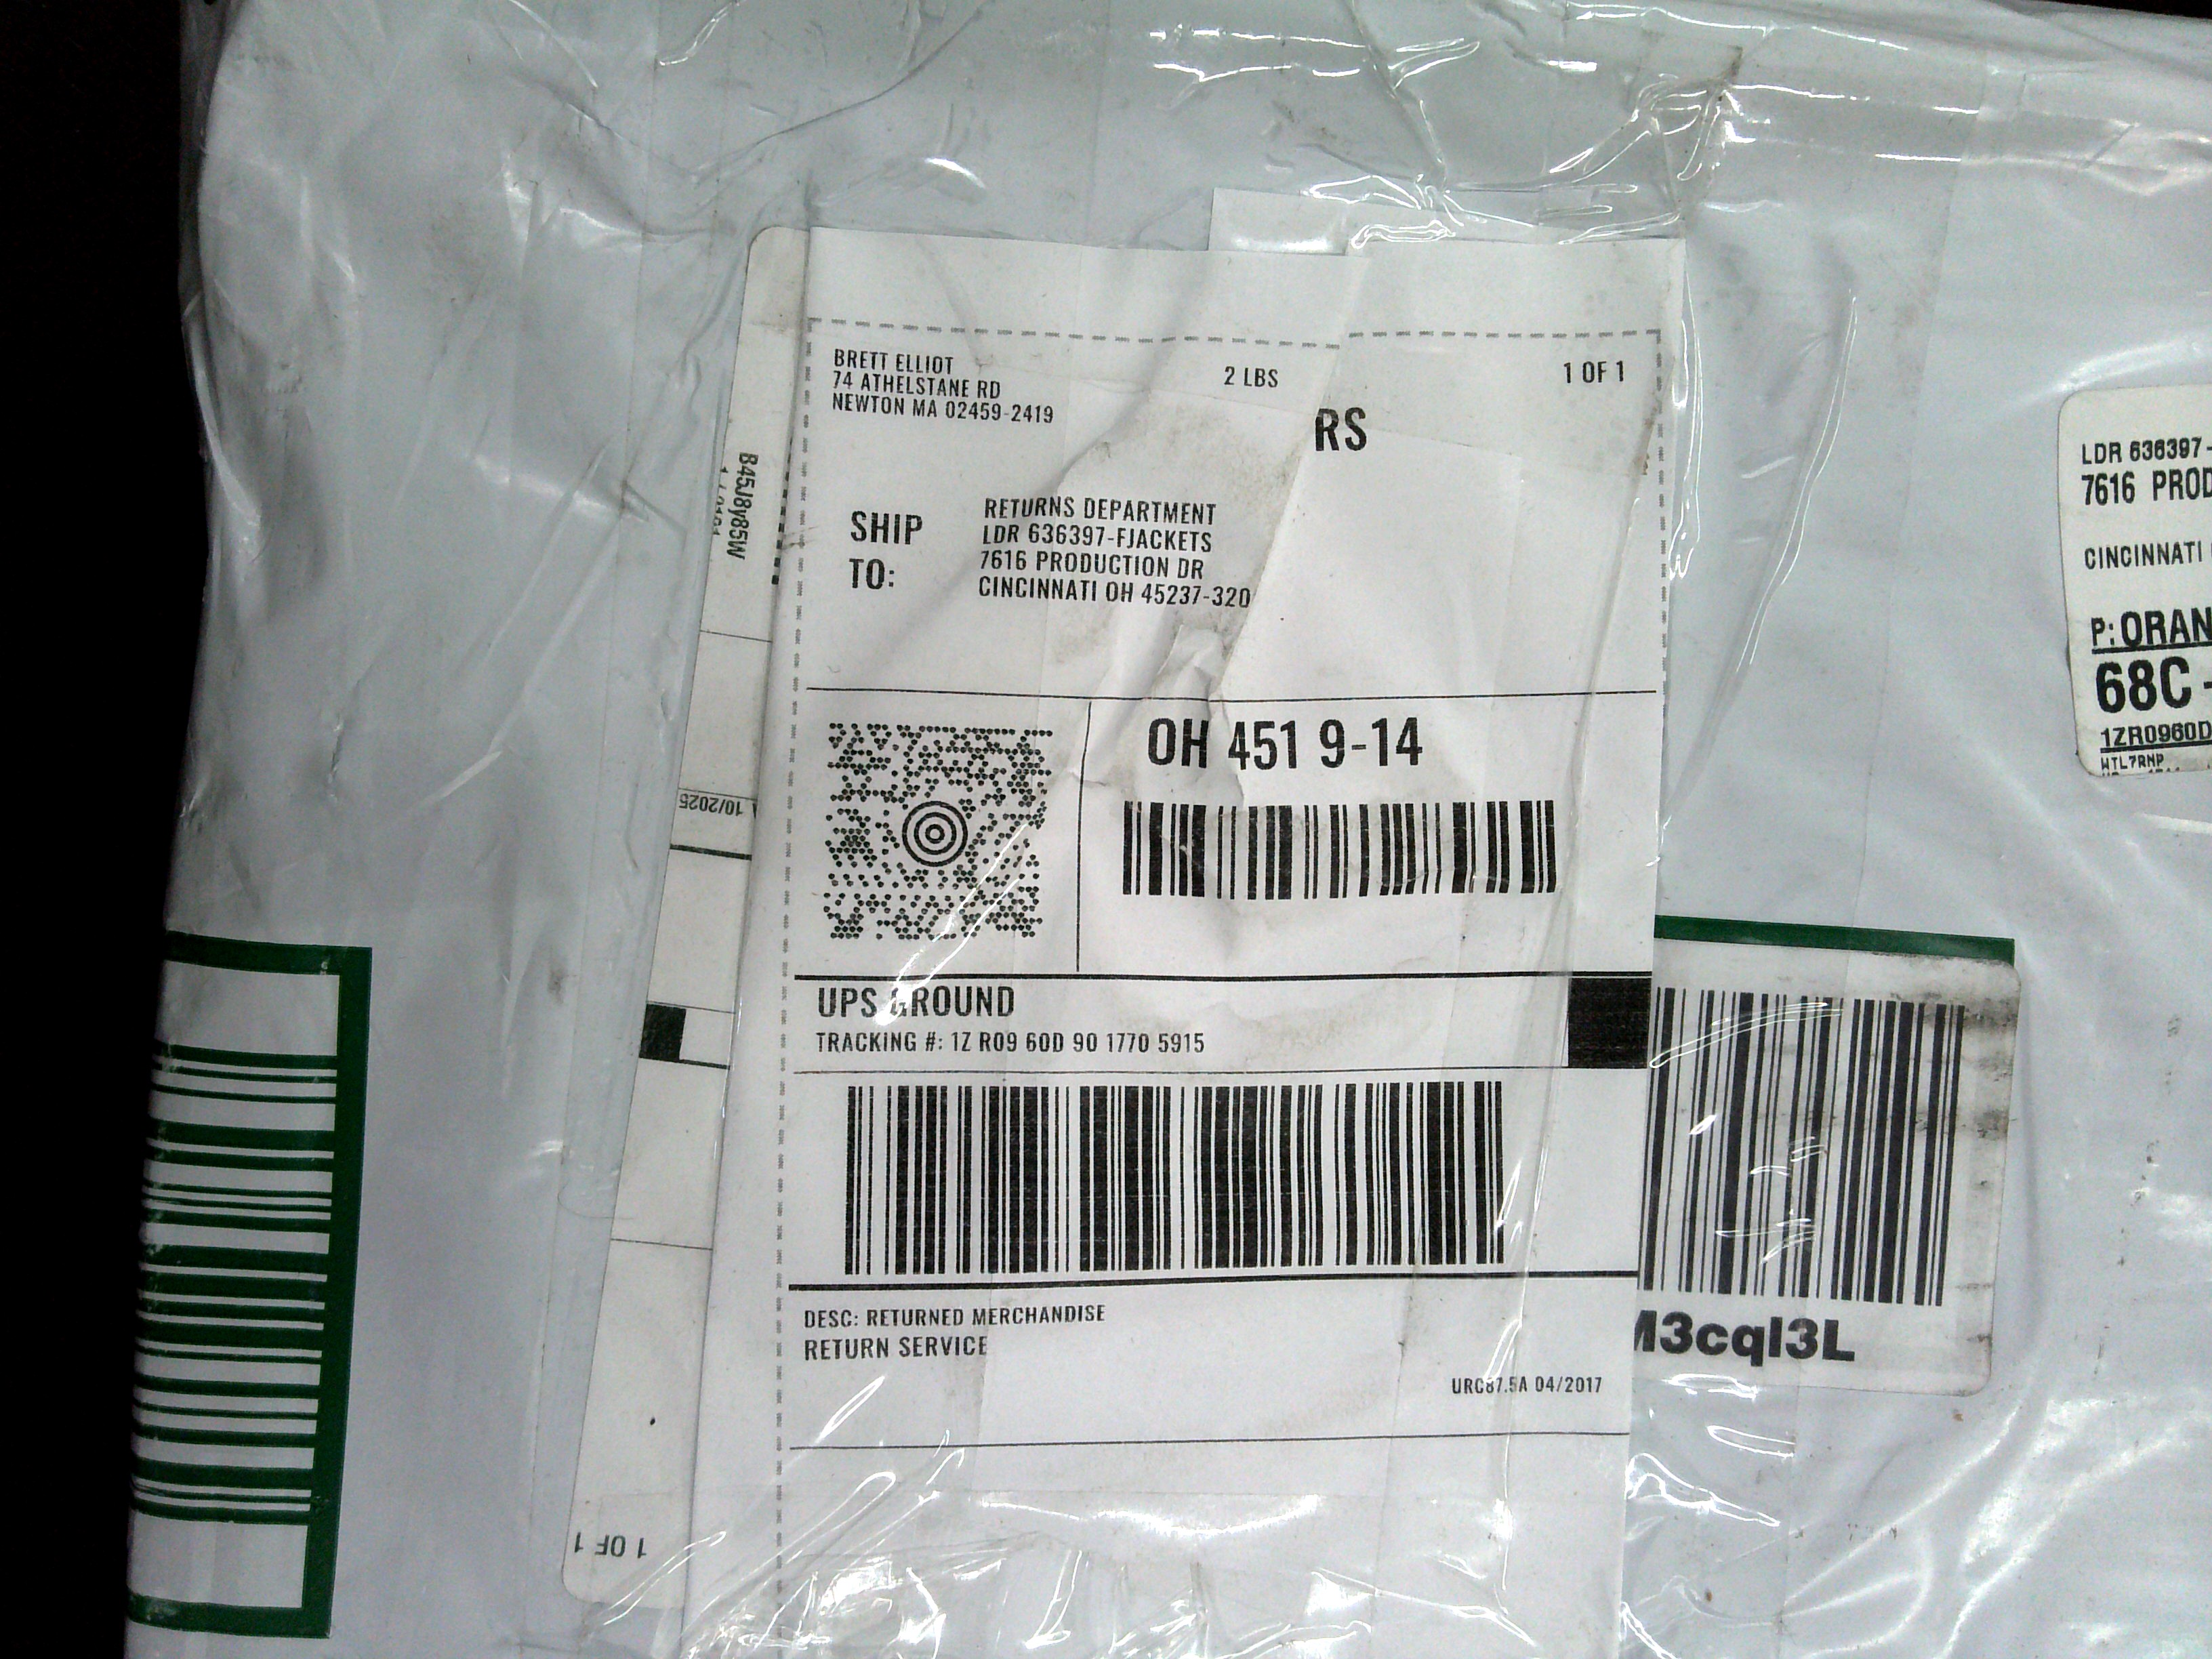 BRETT ELLIOT
74 ATHELSTANE RD
NEWTON MA 02459-2419
2 LBS
1 OF 1
RS
SHIP
TO:
RETURNS DEPARTMENT
LDR 636397-FJACKETS
7616 PRODUCTION DR
CINCINNATI OH 45237-320
OH 451 9-14
UPS GROUND
TRACKING #: 1Z R09 60D 90 1770 5915
DESC: RETURNED MERCHANDISE
RETURN SERVICE
URC87.5A 04/2017
B45J8y85W
10/2025
1 OF 1
LDR 636397-
7616 PROD
CINCINNATI
P: ORAN
68C -
1ZR0960D
WTL7RNP
M3cqI3L